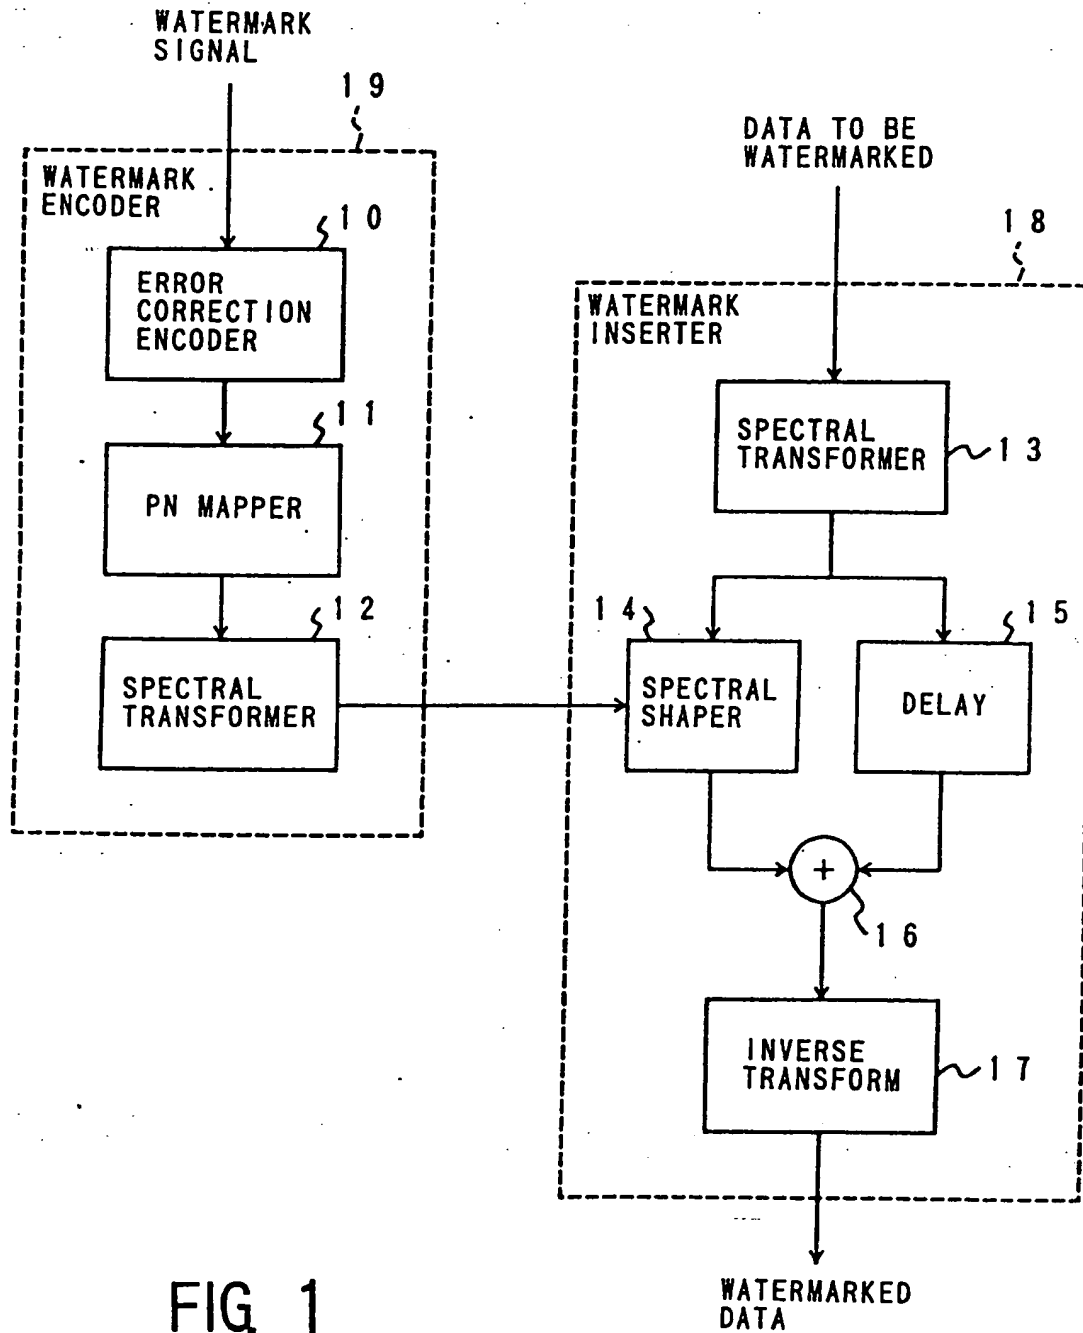 WATERMARK
SIGNAL
19
WATERMARK
ENCODER
10
ERROR
CORRECTION
ENCODER
11
PN MAPPER
12
SPECTRAL
TRANSFORMER
DATA TO BE
WATERMARKED
18
WATERMARK
INSERTER
SPECTRAL
TRANSFORMER
13
14
SPECTRAL
SHAPER
15
DELAY
+
16
INVERSE
TRANSFORM
17
WATERMARKED
DATA
FIG. 1